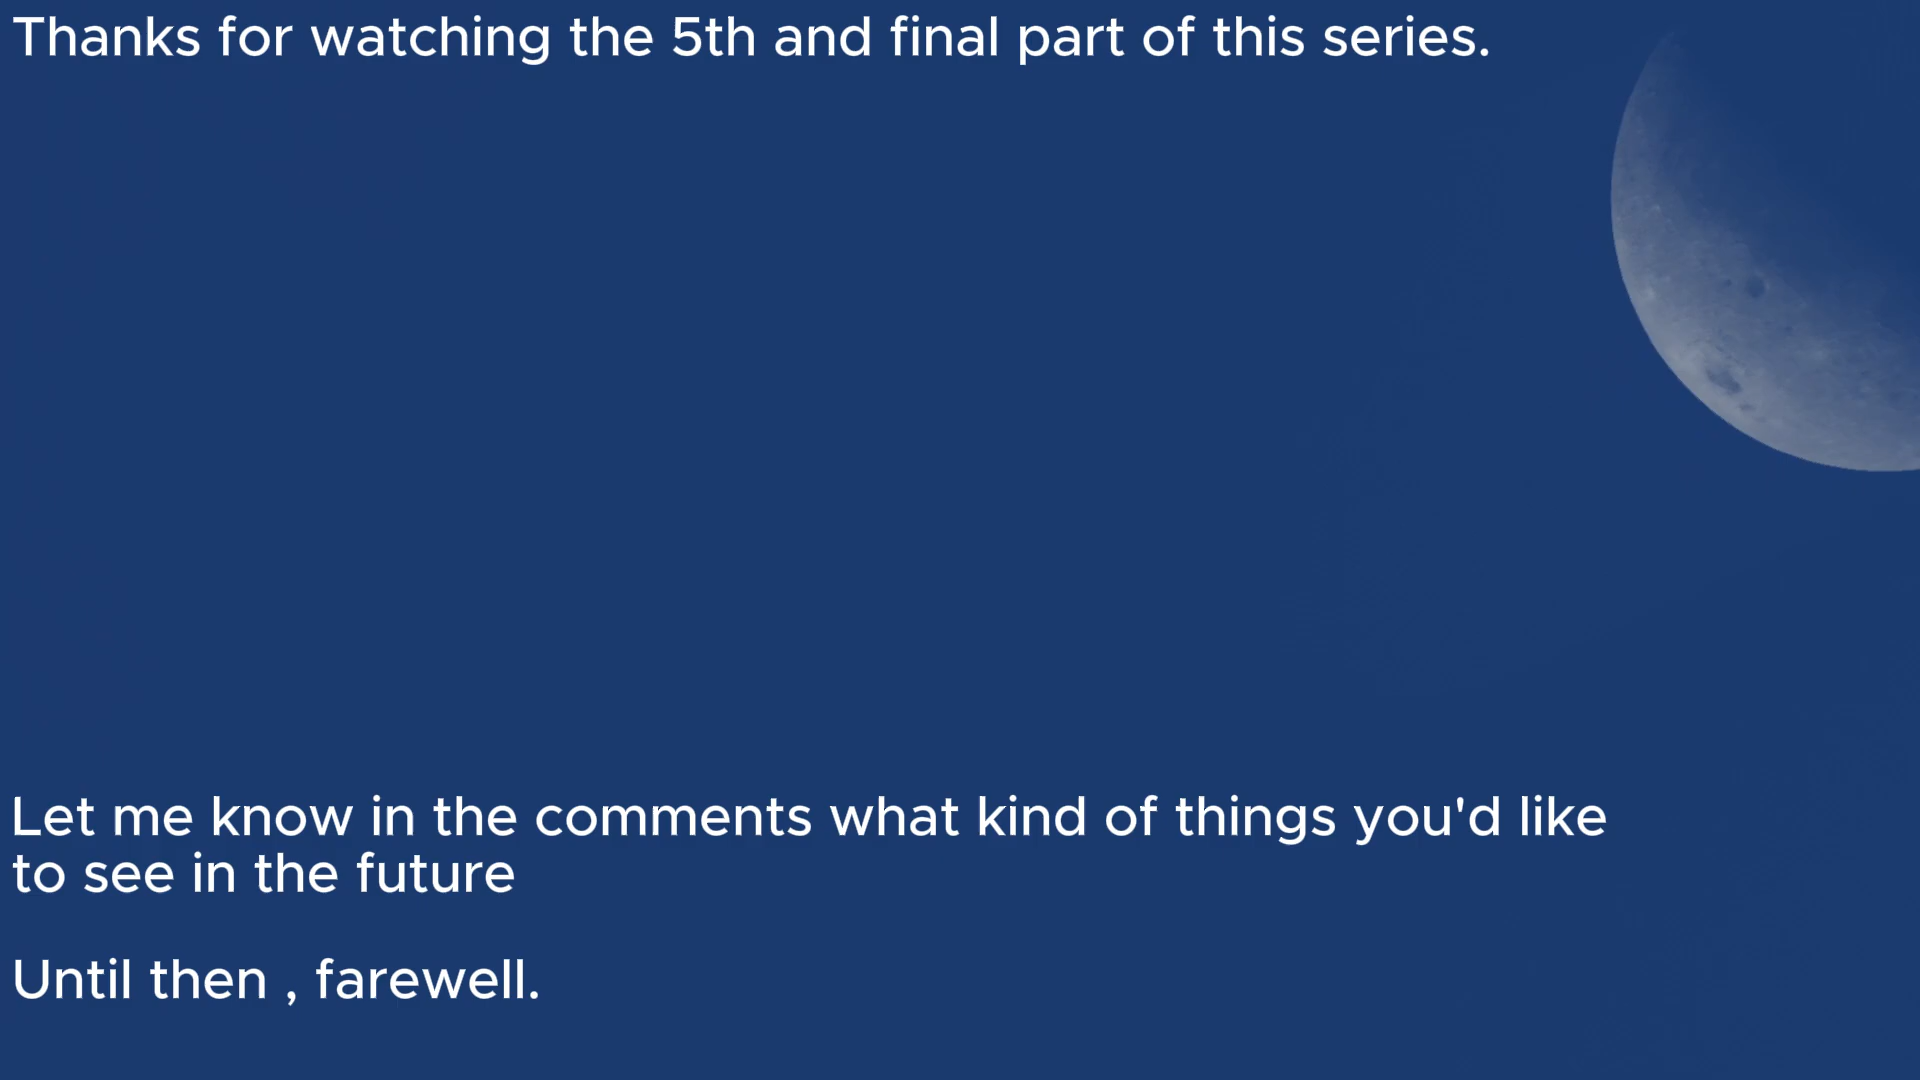 Thanks for watching the 5th and final part of this series.
Let me know in the comments what kind of things you'd like
to see in the future
Until then , farewell.